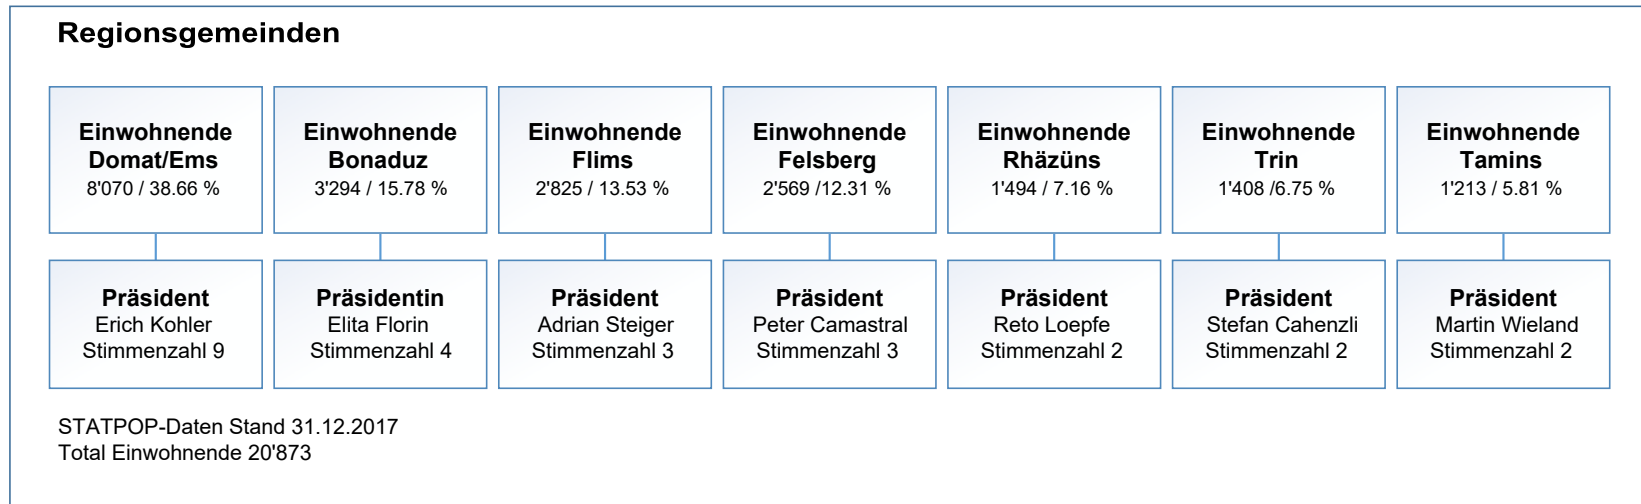 Regionsgemeinden
Einwohnende
Domat/Ems
8'070 / 38.66 %
Einwohnende
Bonaduz
3'294 / 15.78 %
Einwohnende
Flims
2'825 / 13.53 %
Einwohnende
Felsberg
2'569 /12.31 %
Einwohnende
Rhäzüns
1'494 / 7.16 %
Einwohnende
Trin
1'408 /6.75 %
Einwohnende
Tamins
1'213 / 5.81 %
Präsident
Erich Kohler
Stimmenzahl 9
Präsidentin
Elita Florin
Stimmenzahl 4
Präsident
Adrian Steiger
Stimmenzahl 3
Präsident
Peter Camastral
Stimmenzahl 3
Präsident
Reto Loepfe
Stimmenzahl 2
Präsident
Stefan Cahenzli
Stimmenzahl 2
Präsident
Martin Wieland
Stimmenzahl 2
STATPOP-Daten Stand 31.12.2017
Total Einwohnende 20'873